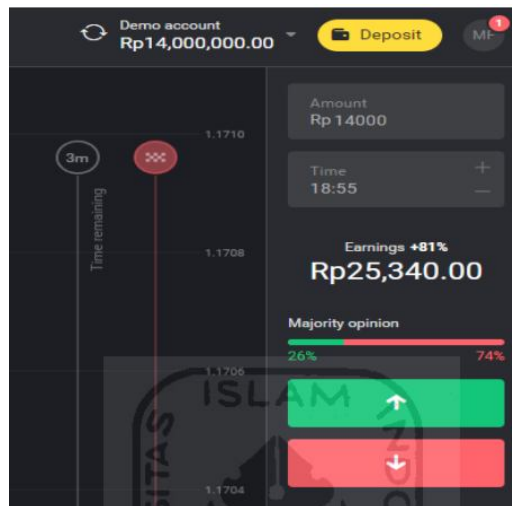 Demo account
Rp14,000,000.00
Deposit
1
Amount
Rp 14000
1.1710
3m
Time
18:55
Time remaining
1.1708
Earnings +81%
Rp25,340.00
Majority opinion
26%
74%
1.1706
ISLAM
SITAS
1.1704